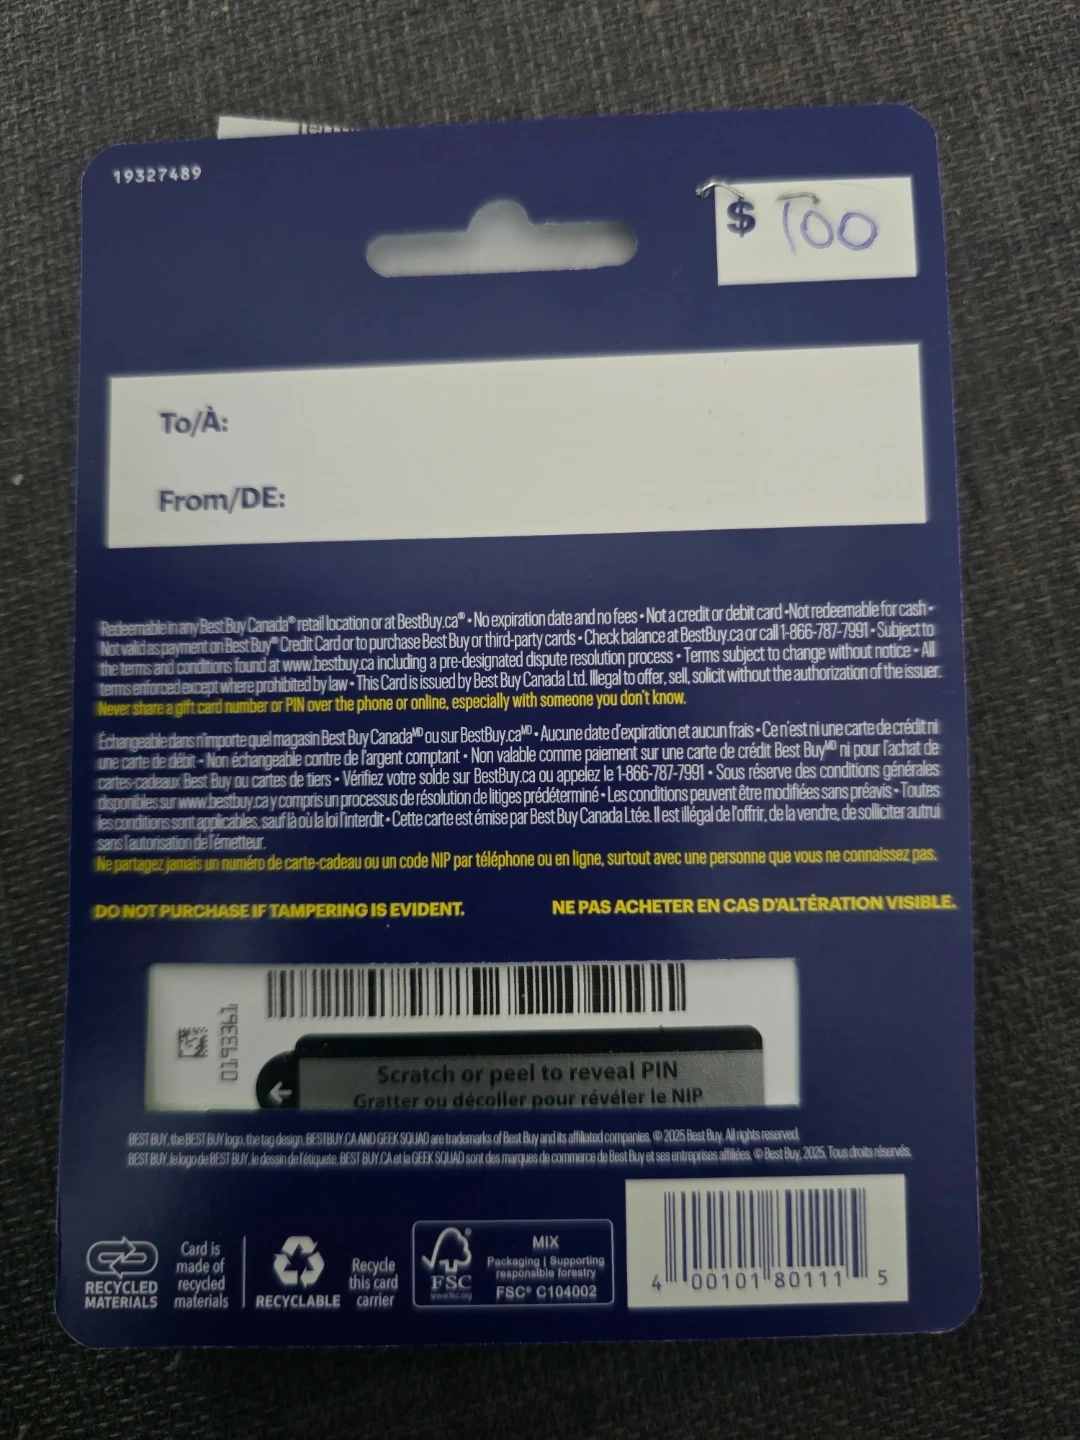 19327489
$ 100
To/À:
From/DE:
Redeemable in any Best Buy Canada® retail location or at BestBuy.ca® • No expiration date and no fees • Not a credit or debit card • Not redeemable for cash •
Not valid as payment on Best Buy® Credit Card or to purchase Best Buy or third-party cards • Check balance at BestBuy.ca or call 1-866-787-7991 • Subject to
the terms and conditions found at www.bestbuy.ca including a pre-designated dispute resolution process • Terms subject to change without notice • All
terms enforced except where prohibited by law • This Card is issued by Best Buy Canada Ltd. Illegal to offer, sell, solicit without the authorization of the issuer.
Never share a gift card number or PIN over the phone or online, especially with someone you don't know.
Échangeable dans n'importe quel magasin Best Buy Canada^MD ou sur BestBuy.ca^MD • Aucune date d'expiration et aucun frais • Ce n'est ni une carte de crédit ni
une carte de débit • Non échangeable contre de l'argent comptant • Non valable comme paiement sur une carte de crédit Best Buy^MD ni pour l'achat de
cartes-cadeaux Best Buy ou cartes de tiers • Vérifiez votre solde sur BestBuy.ca ou appelez le 1-866-787-7991 • Sous réserve des conditions générales
disponibles sur www.bestbuy.ca y compris un processus de résolution de litiges prédéterminé • Les conditions peuvent être modifiées sans préavis • Toutes
les conditions sont applicables, sauf là où la loi l'interdit • Cette carte est émise par Best Buy Canada Ltée. Il est illégal de l'offrir, de la vendre, de solliciter autrui
sans l'autorisation de l'émetteur.
Ne partagez jamais un numéro de carte-cadeau ou un code NIP par téléphone ou en ligne, surtout avec une personne que vous ne connaissez pas.
DO NOT PURCHASE IF TAMPERING IS EVIDENT.
NE PAS ACHETER EN CAS D'ALTÉRATION VISIBLE.
0193361
Scratch or peel to reveal PIN
Gratter ou décoller pour révéler le NIP
BEST BUY, the BEST BUY logo, the tag design, BESTBUY.CA AND GEEK SQUAD are trademarks of Best Buy and its affiliated companies. © 2025 Best Buy. All rights reserved.
BEST BUY, le logo de BEST BUY, le dessin de l'étiquete, BEST BUY.CA et la GEEK SQUAD sont des marques de commerce de Best Buy et ses entreprises affiliées. © Best Buy, 2025. Tous droits réservés.
RECYCLED
MATERIALS
Card is
made of
recycled
materials
RECYCLABLE
Recycle
this card
carrier
FSC®
www.fsc.org
MIX
Packaging | Supporting
responsible forestry
FSC® C104002
4 00101 80111 5